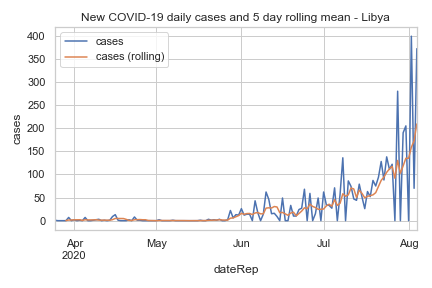 New COVID-19 daily cases and 5 day rolling mean - Libya
cases
cases (rolling)
400
350
300
250
200
150
100
50
0
cases
Apr
2020
May
Jun
Jul
Aug
dateRep